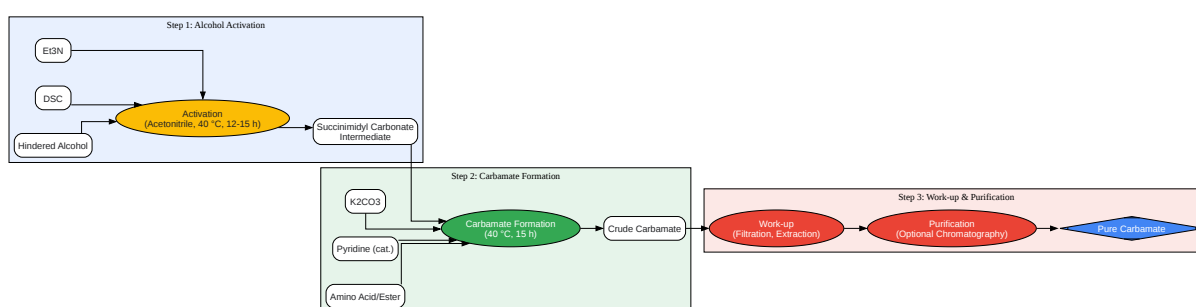 Step 1: Alcohol Activation
Et3N
DSC
Hindered Alcohol
Activation
(Acetonitrile, 40 °C, 12-15 h)
Succinimidyl Carbonate
Intermediate
Step 2: Carbamate Formation
K2CO3
Pyridine (cat.)
Amino Acid/Ester
Carbamate Formation
(40 °C, 15 h)
Crude Carbamate
Step 3: Work-up & Purification
Work-up
(Filtration, Extraction)
Purification
(Optional Chromatography)
Pure Carbamate